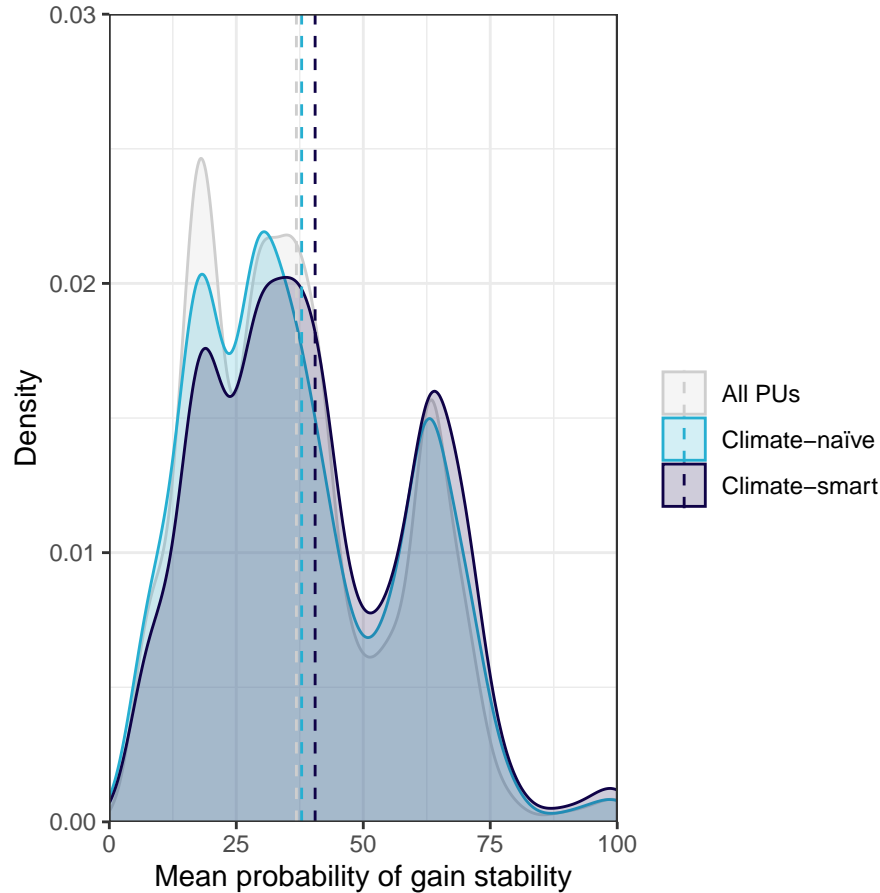 0.03
0.02
0.01
0.00
Density
0
25
50
75
100
Mean probability of gain stability
All PUs
Climate−naïve
Climate−smart